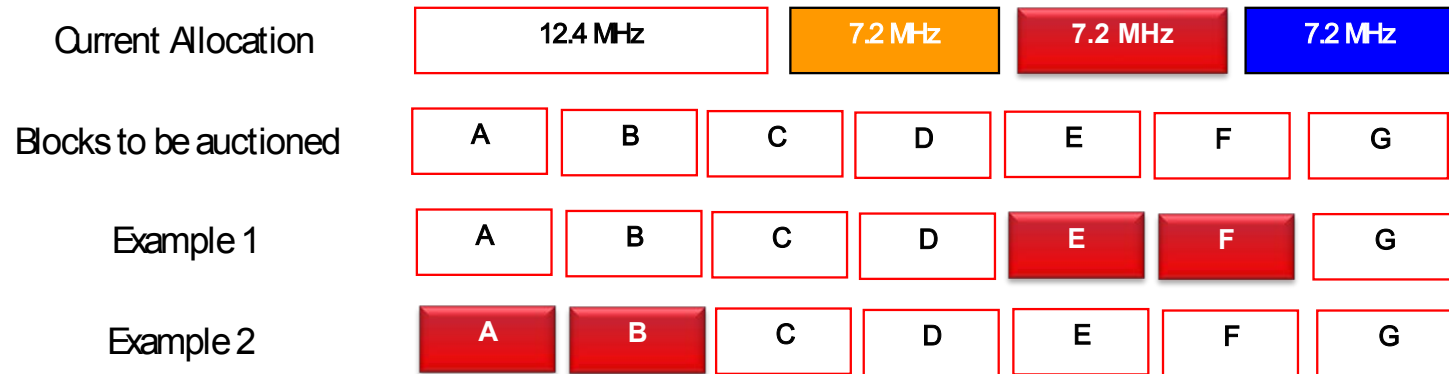 Current Allocation 12.4 MHz 7.2 MHz 7.2 MHz 7.2 MHz
Blocks to be auctioned A B C D E F G
Example 1 A B C D E F G
Example 2 A B C D E F G